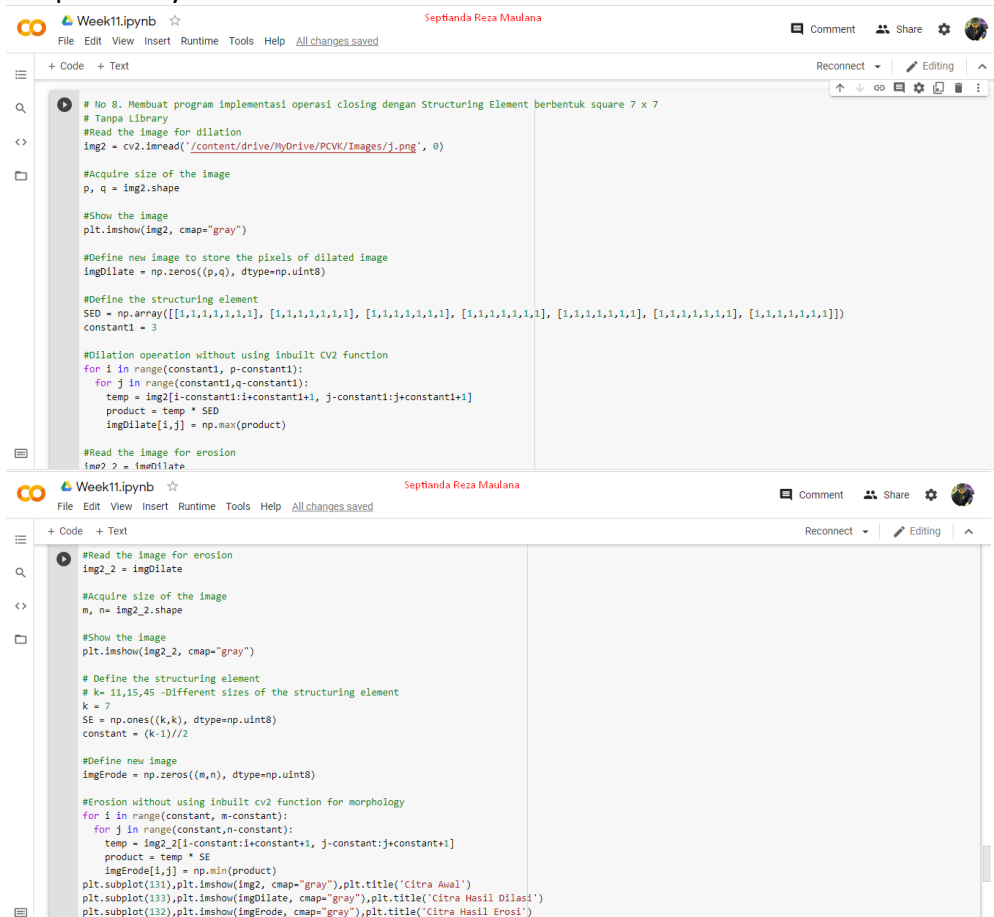 Week11.ipynb
Septianda Reza Maulana
Comment Share
File Edit View Insert Runtime Tools Help All changes saved
+ Code + Text
Reconnect Editing
# No 8. Membuat program implementasi operasi closing dengan Structuring Element berbentuk square 7 x 7
# Tanpa Library
#Read the image for dilation
img2 = cv2.imread('/content/drive/MyDrive/PCVK/Images/j.png', 0)
#Acquire size of the image
p, q = img2.shape
#Show the image
plt.imshow(img2, cmap="gray")
#Define new image to store the pixels of dilated image
imgDilate = np.zeros((p,q), dtype=np.uint8)
#Define the structuring element
SED = np.array([[1,1,1,1,1,1,1], [1,1,1,1,1,1,1], [1,1,1,1,1,1,1], [1,1,1,1,1,1,1], [1,1,1,1,1,1,1], [1,1,1,1,1,1,1], [1,1,1,1,1,1,1]])
constant1 = 3
#Dilation operation without using inbuilt CV2 function
for i in range(constant1, p-constant1):
for j in range(constant1,q-constant1):
temp = img2[i-constant1:i+constant1+1, j-constant1:j+constant1+1]
product = temp * SED
imgDilate[i,j] = np.max(product)
#Read the image for erosion
img2_2 = imgDilate
Week11.ipynb
Septianda Reza Maulana
Comment Share
File Edit View Insert Runtime Tools Help All changes saved
+ Code + Text
Reconnect Editing
#Read the image for erosion
img2_2 = imgDilate
#Acquire size of the image
m, n= img2_2.shape
#Show the image
plt.imshow(img2_2, cmap="gray")
# Define the structuring element
# k= 11,15,45 -Different sizes of the structuring element
k = 7
SE = np.ones((k,k), dtype=np.uint8)
constant = (k-1)//2
#Define new image
imgErode = np.zeros((m,n), dtype=np.uint8)
#Erosion without using inbuilt cv2 function for morphology
for i in range(constant, m-constant):
for j in range(constant,n-constant):
temp = img2_2[i-constant:i+constant+1, j-constant:j+constant+1]
product = temp * SE
imgErode[i,j] = np.min(product)
plt.subplot(131),plt.imshow(img2, cmap="gray"),plt.title('Citra Awal')
plt.subplot(133),plt.imshow(imgDilate, cmap="gray"),plt.title('Citra Hasil Dilasi')
plt.subplot(132),plt.imshow(imgErode, cmap="gray"),plt.title('Citra Hasil Erosi')